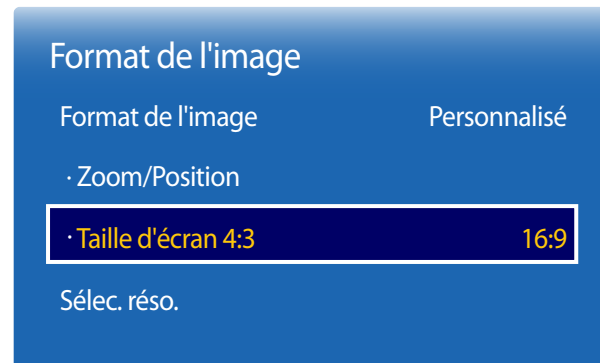 Format de l'image
Format de l'image Personnalisé
· Zoom/Position
· Taille d'écran 4:3 16:9
Sélec. réso.